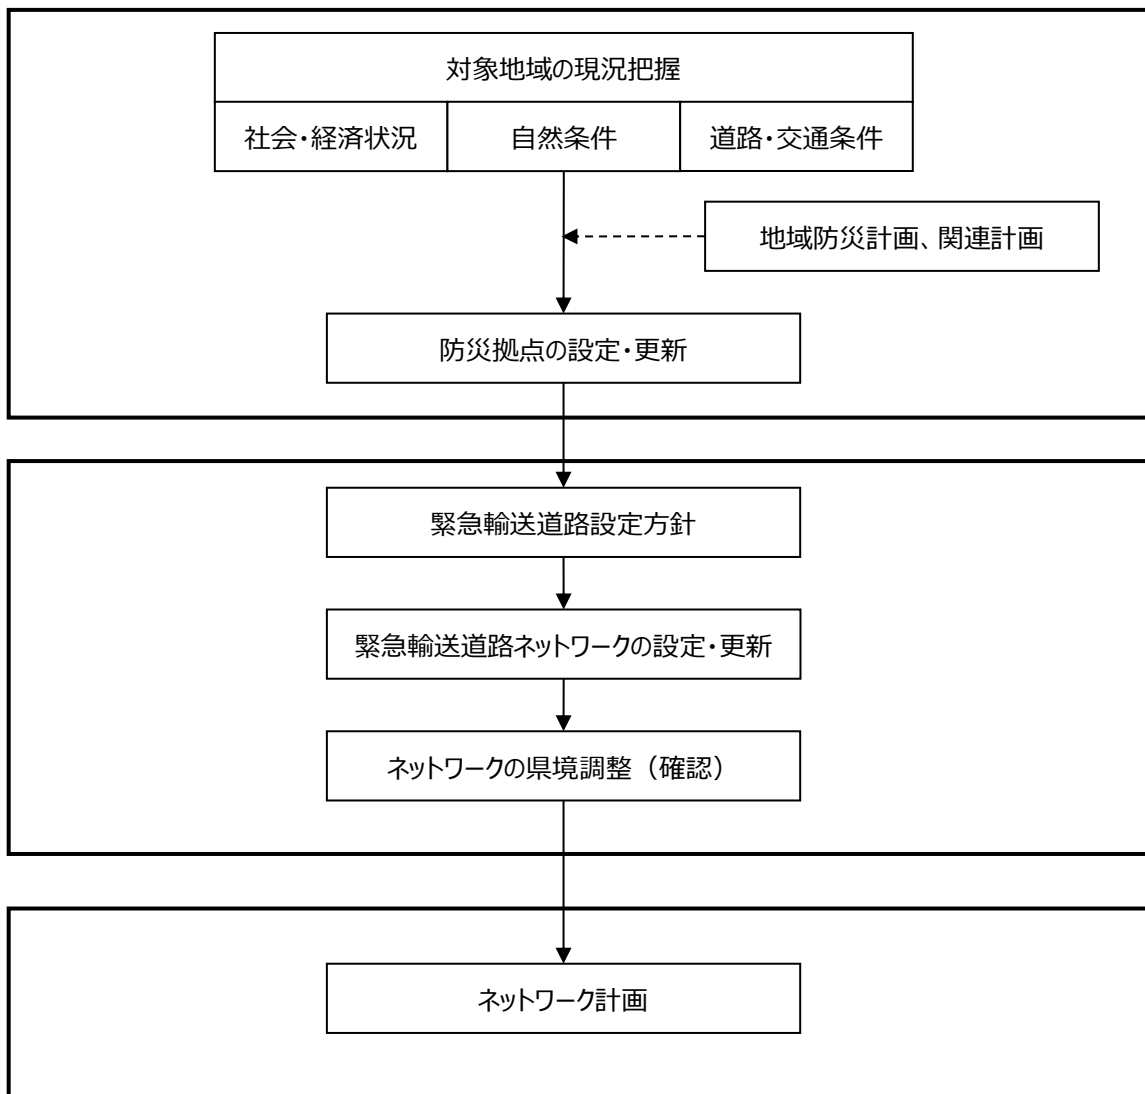 対象地域の現況把握
社会・経済状況
自然条件
道路・交通条件
地域防災計画、関連計画
防災拠点の設定・更新
緊急輸送道路設定方針
緊急輸送道路ネットワークの設定・更新
ネットワークの県境調整（確認）
ネットワーク計画